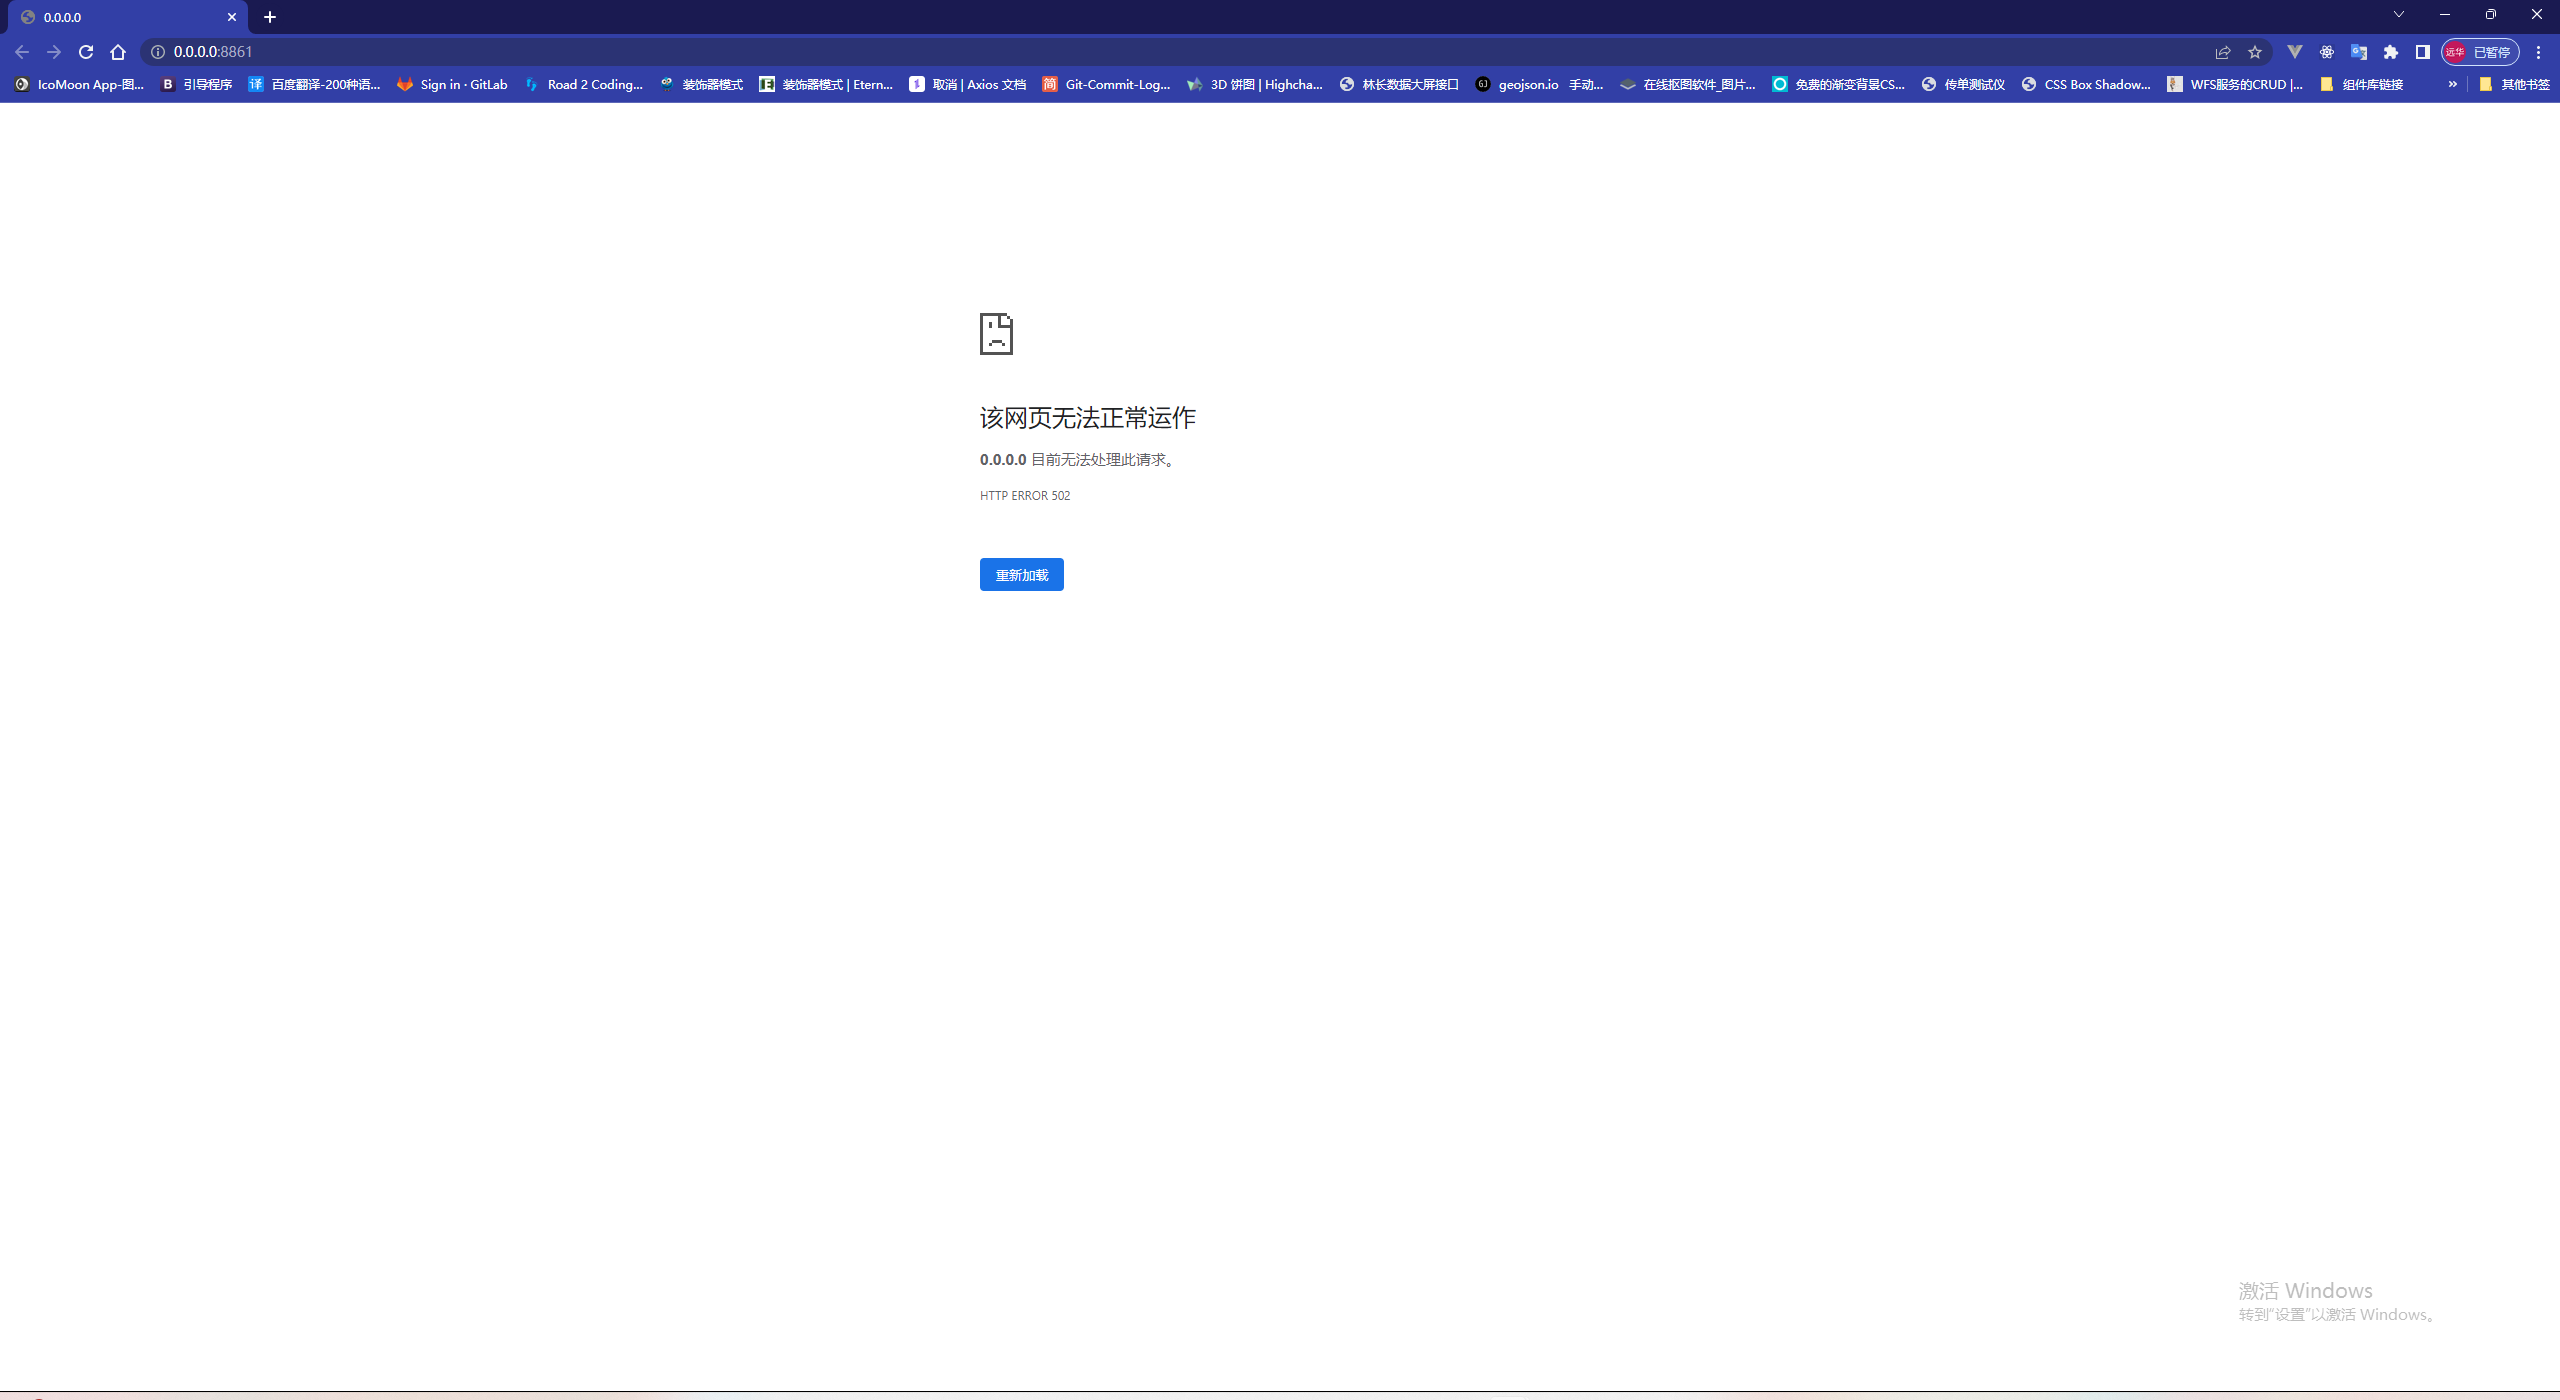 0.0.0.0
0.0.0.0:8861
远华 已暂停
IcoMoon App-图... 引导程序 百度翻译-200种语... Sign in · GitLab Road 2 Coding... 装饰器模式 装饰器模式 | Etern... 取消 | Axios 文档 Git-Commit-Log... 3D 饼图 | Highcha... 林长数据大屏接口 geojson.io 手动... 在线抠图软件_图片... 免费的渐变背景CS... 传单测试仪 CSS Box Shadow... WFS服务的CRUD |... 组件库链接 » 其他书签
该网页无法正常运作
0.0.0.0 目前无法处理此请求。
HTTP ERROR 502
重新加载
激活 Windows
转到"设置"以激活 Windows。